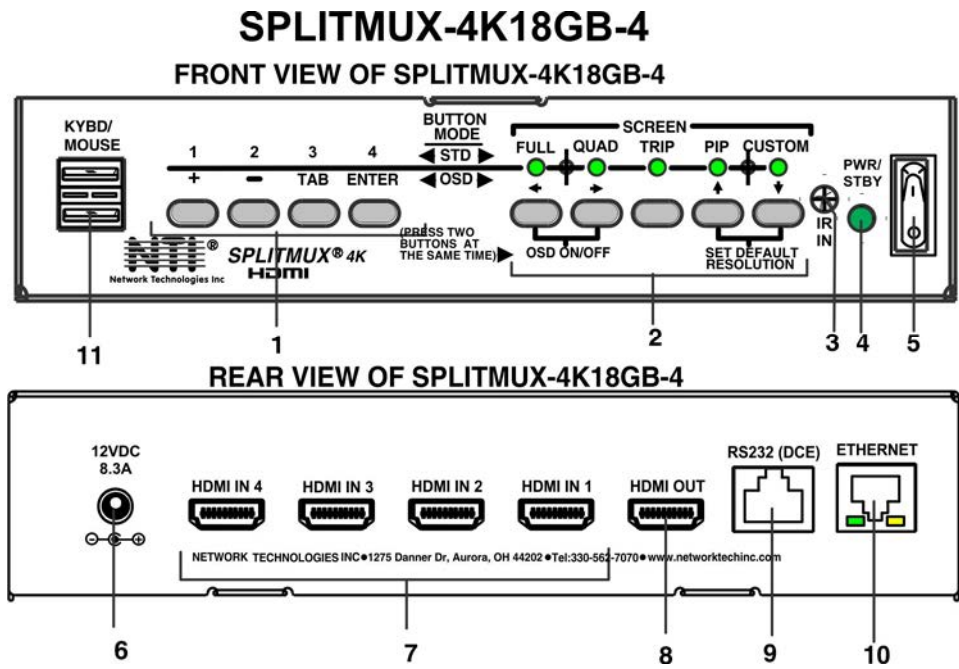 SPLITMUX-4K18GB-4
FRONT VIEW OF SPLITMUX-4K18GB-4
KYBD/
MOUSE
1 2 3 4
+ − TAB ENTER
BUTTON
MODE
◄ STD ►
◄ OSD ►
SCREEN
FULL QUAD TRIP PIP CUSTOM
PWR/
STBY
IR
IN
(PRESS TWO
BUTTONS AT
THE SAME TIME)
OSD ON/OFF
SET DEFAULT
RESOLUTION
NTI®
Network Technologies Inc
SPLITMUX® 4K
HDMI
11 1 2 3 4 5
REAR VIEW OF SPLITMUX-4K18GB-4
12VDC
8.3A
HDMI IN 4 HDMI IN 3 HDMI IN 2 HDMI IN 1 HDMI OUT
RS232 (DCE) ETHERNET
NETWORK TECHNOLOGIES INC●1275 Danner Dr, Aurora, OH 44202●Tel:330-562-7070●www.networktechinc.com
6 7 8 9 10